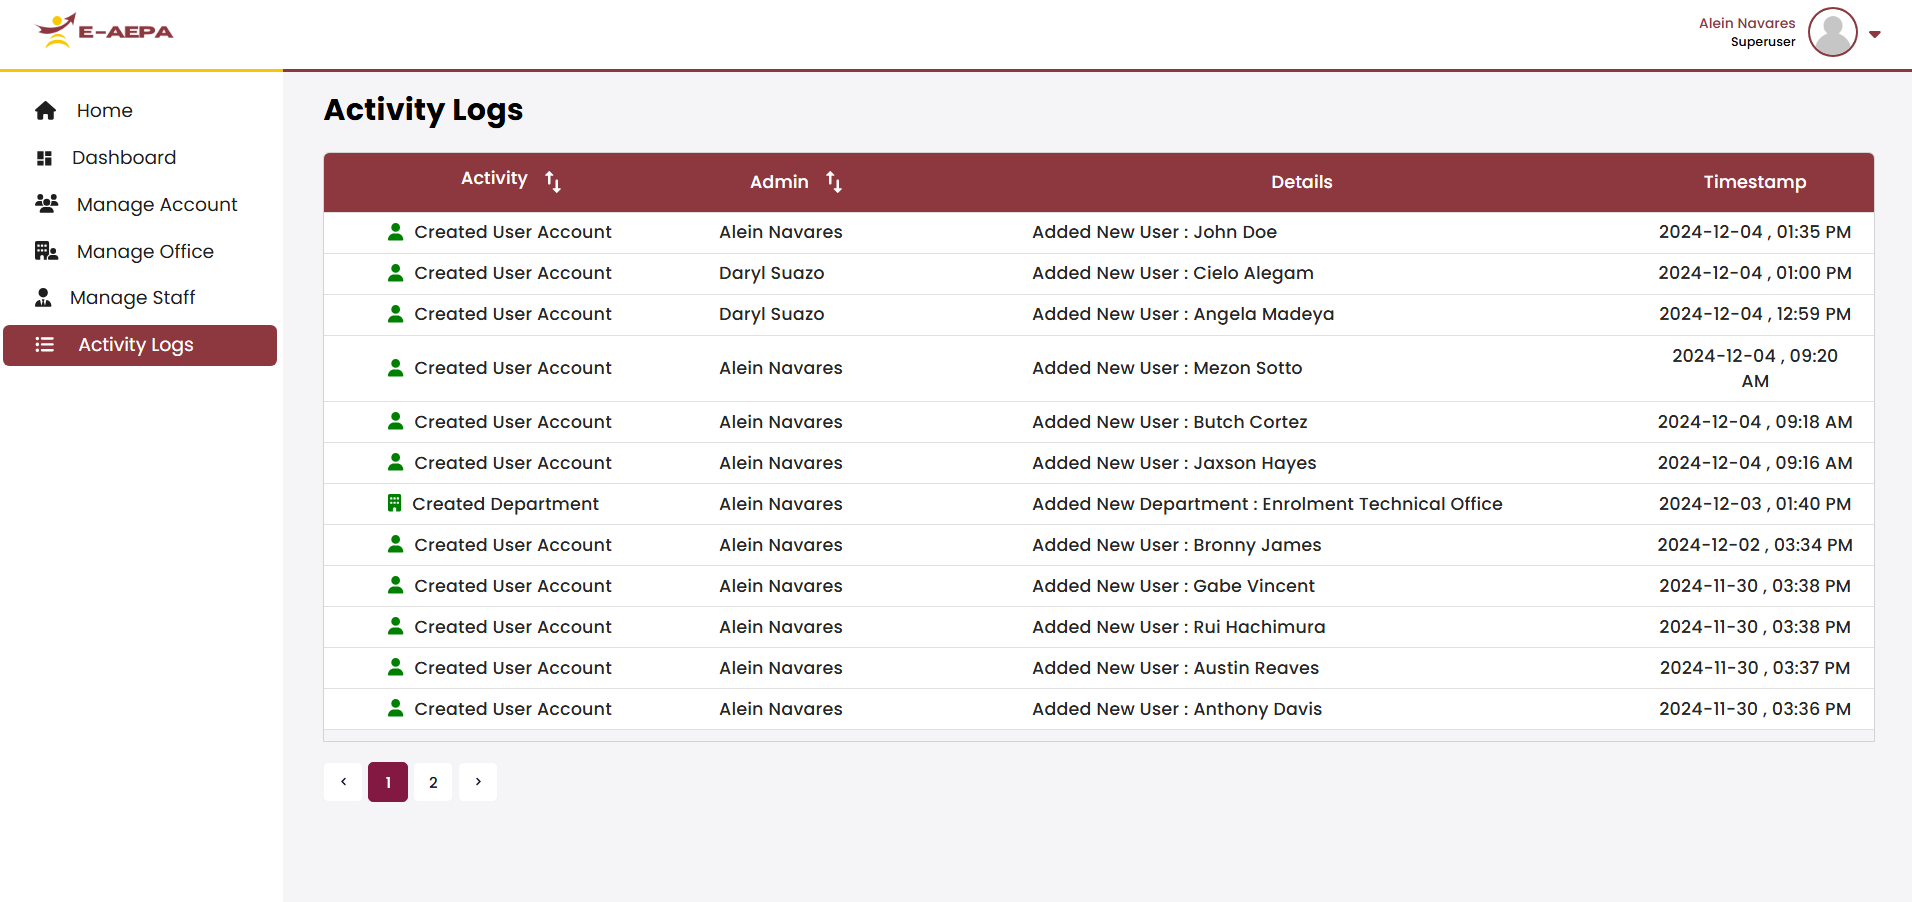 E-AEPA
Alein Navares
Superuser
Home
Dashboard
Manage Account
Manage Office
Manage Staff
Activity Logs
Activity Logs
Activity Admin Details Timestamp
Created User Account Alein Navares Added New User : John Doe 2024-12-04 , 01:35 PM
Created User Account Daryl Suazo Added New User : Cielo Alegam 2024-12-04 , 01:00 PM
Created User Account Daryl Suazo Added New User : Angela Madeya 2024-12-04 , 12:59 PM
Created User Account Alein Navares Added New User : Mezon Sotto 2024-12-04 , 09:20
AM
Created User Account Alein Navares Added New User : Butch Cortez 2024-12-04 , 09:18 AM
Created User Account Alein Navares Added New User : Jaxson Hayes 2024-12-04 , 09:16 AM
Created Department Alein Navares Added New Department : Enrolment Technical Office 2024-12-03 , 01:40 PM
Created User Account Alein Navares Added New User : Bronny James 2024-12-02 , 03:34 PM
Created User Account Alein Navares Added New User : Gabe Vincent 2024-11-30 , 03:38 PM
Created User Account Alein Navares Added New User : Rui Hachimura 2024-11-30 , 03:38 PM
Created User Account Alein Navares Added New User : Austin Reaves 2024-11-30 , 03:37 PM
Created User Account Alein Navares Added New User : Anthony Davis 2024-11-30 , 03:36 PM
‹ 1 2 ›